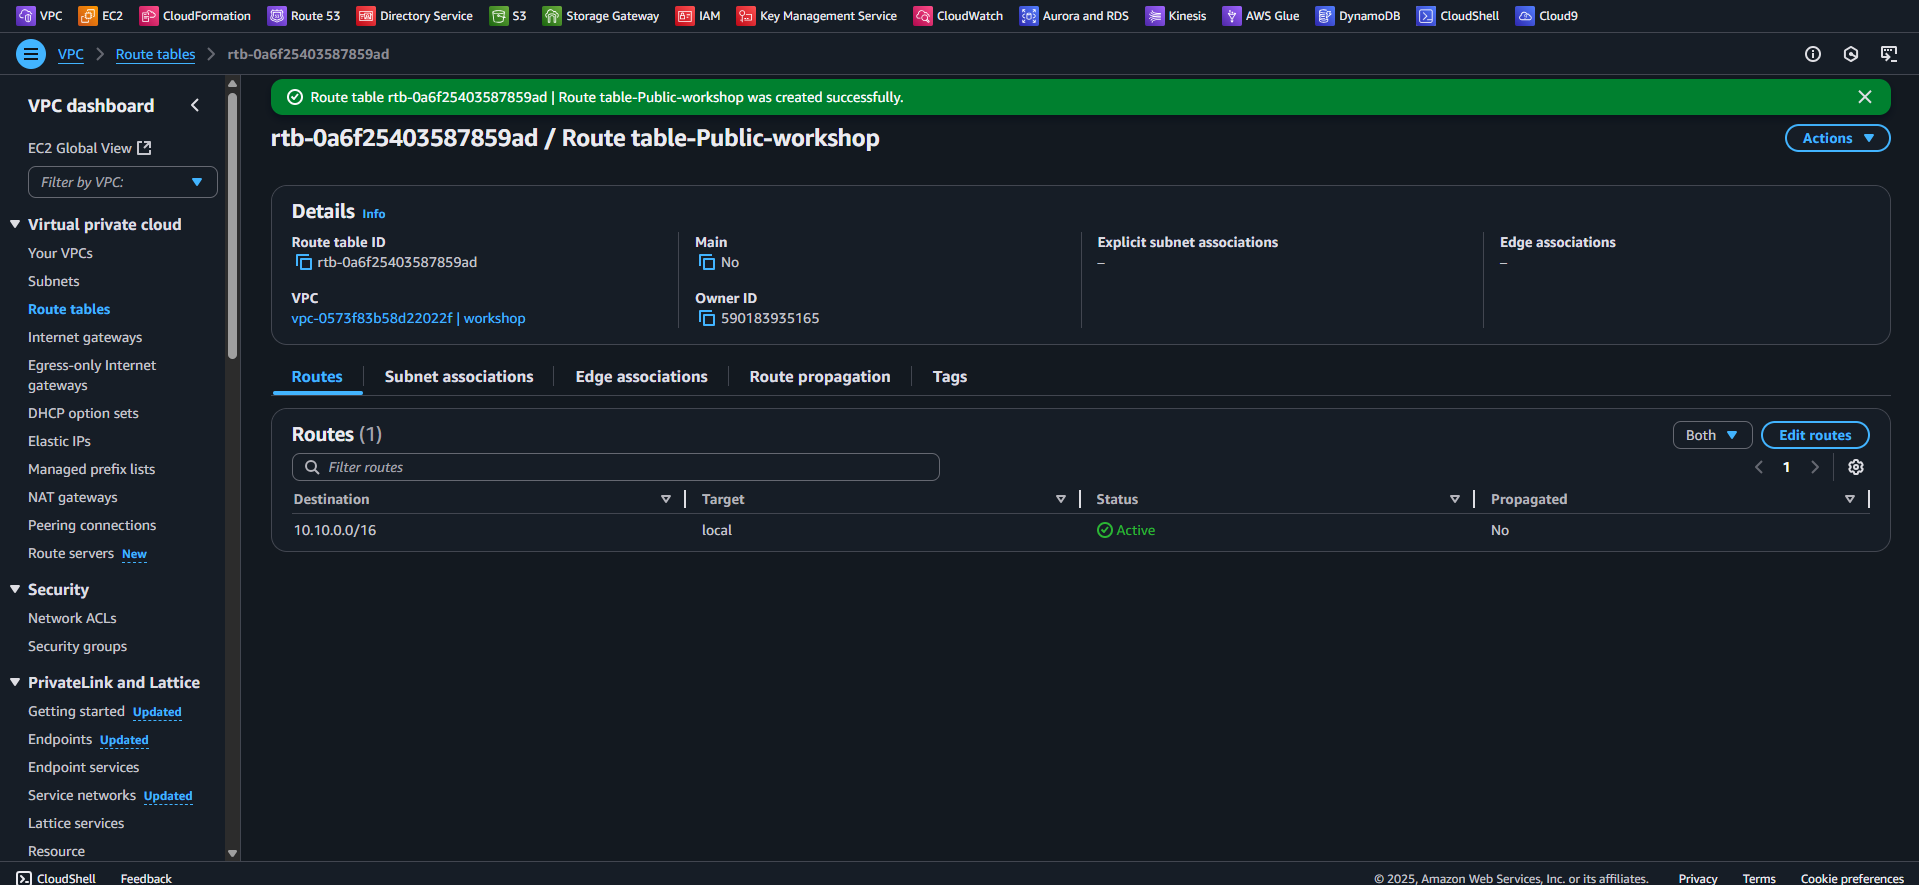 VPC EC2 CloudFormation Route 53 Directory Service S3 Storage Gateway IAM Key Management Service CloudWatch Aurora and RDS Kinesis AWS Glue DynamoDB CloudShell Cloud9
VPC Route tables rtb-0a6f25403587859ad
VPC dashboard
EC2 Global View
Filter by VPC:
Virtual private cloud
Your VPCs
Subnets
Route tables
Internet gateways
Egress-only Internet
gateways
DHCP option sets
Elastic IPs
Managed prefix lists
NAT gateways
Peering connections
Route servers New
Security
Network ACLs
Security groups
PrivateLink and Lattice
Getting started Updated
Endpoints Updated
Endpoint services
Service networks Updated
Lattice services
Resource
Route table rtb-0a6f25403587859ad | Route table-Public-workshop was created successfully.
rtb-0a6f25403587859ad / Route table-Public-workshop
Actions
Details Info
Route table ID
rtb-0a6f25403587859ad
VPC
vpc-0573f83b58d22022f | workshop
Main
No
Owner ID
590183935165
Explicit subnet associations
–
Edge associations
–
Routes Subnet associations Edge associations Route propagation Tags
Routes (1)
Both Edit routes
Filter routes
1
Destination Target Status Propagated
10.10.0.0/16 local Active No
CloudShell Feedback © 2025, Amazon Web Services, Inc. or its affiliates. Privacy Terms Cookie preferences